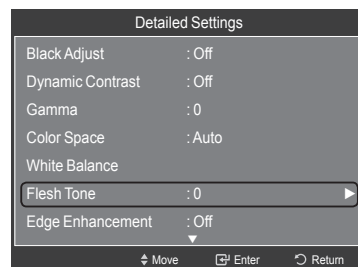 Detailed Settings
Black Adjust : Off
Dynamic Contrast : Off
Gamma : 0
Color Space : Auto
White Balance
Flesh Tone : 0
Edge Enhancement : Off
Move Enter Return